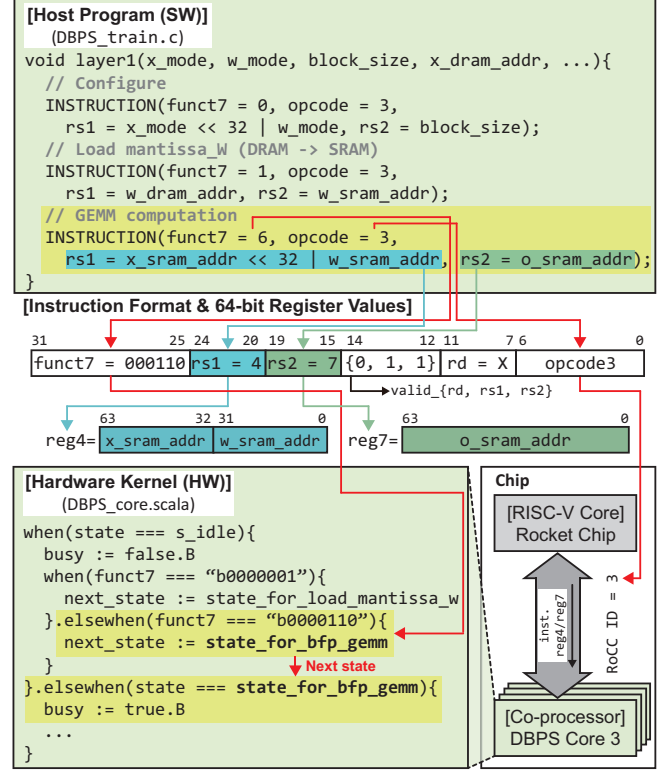 [Host Program (SW)]
(DBPS_train.c)
void layer1(x_mode, w_mode, block_size, x_dram_addr, ...){
// Configure
INSTRUCTION(funct7 = 0, opcode = 3,
rs1 = x_mode << 32 | w_mode, rs2 = block_size);
// Load mantissa_W (DRAM -> SRAM)
INSTRUCTION(funct7 = 1, opcode = 3,
rs1 = w_dram_addr, rs2 = w_sram_addr);
// GEMM computation
INSTRUCTION(funct7 = 6, opcode = 3,
rs1 = x_sram_addr << 32 | w_sram_addr, rs2 = o_sram_addr);
}
[Instruction Format & 64-bit Register Values]
31 25 24 20 19 15 14 12 11 7 6 0
funct7 = 000110 rs1 = 4 rs2 = 7 {0, 1, 1} rd = X opcode3
valid_{rd, rs1, rs2}
63 32 31 0 63 0
reg4= x_sram_addr w_sram_addr reg7= o_sram_addr
[Hardware Kernel (HW)]
(DBPS_core.scala)
when(state === s_idle){
busy := false.B
when(funct7 === “b0000001”){
next_state := state_for_load_mantissa_w
}.elsewhen(funct7 === “b0000110”){
next_state := state_for_bfp_gemm
}
Next state
}.elsewhen(state === state_for_bfp_gemm){
busy := true.B
...
}
Chip
[RISC-V Core]
Rocket Chip
inst.
reg4/reg7
RoCC ID = 3
[Co-processor]
DBPS Core 3